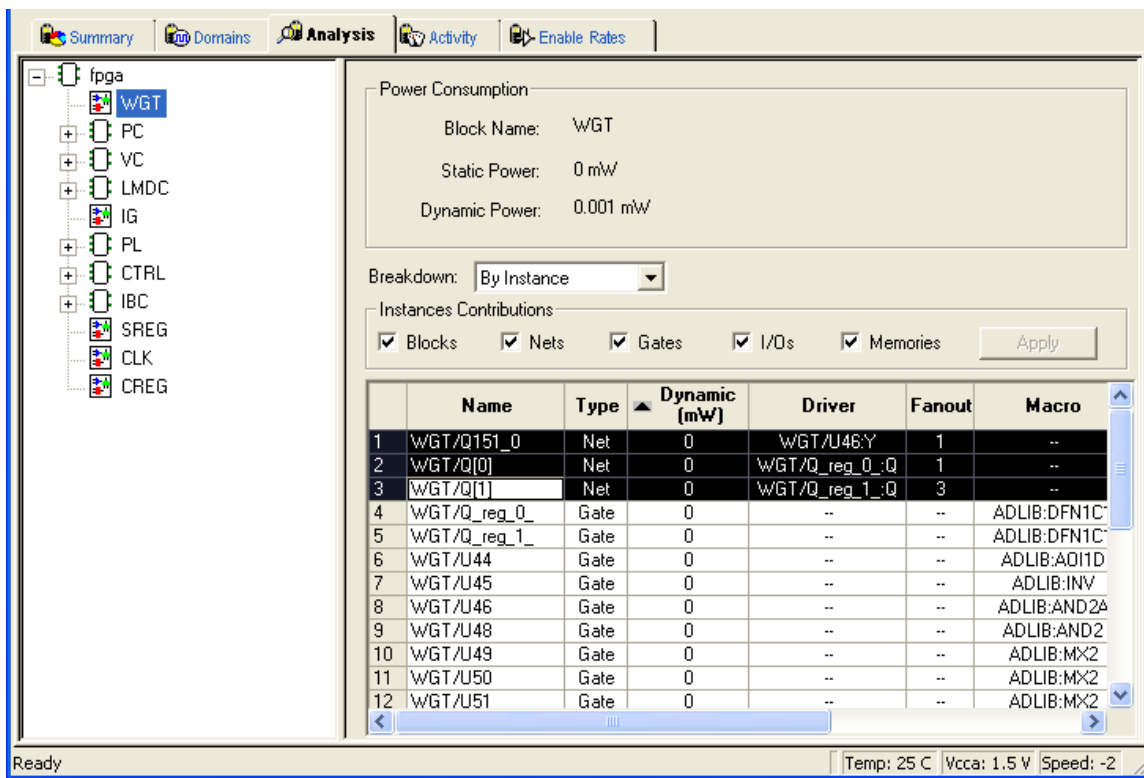 Summary Domains Analysis Activity Enable Rates
fpga
WGT
PC
VC
LMDC
IG
PL
CTRL
IBC
SREG
CLK
CREG
Power Consumption
Block Name: WGT
Static Power: 0 mW
Dynamic Power: 0.001 mW
Breakdown: By Instance
Instances Contributions
Blocks Nets Gates I/Os Memories Apply
Name Type Dynamic (mW) Driver Fanout Macro
1 WGT/Q151_0 Net 0 WGT/U46:Y 1 --
2 WGT/Q[0] Net 0 WGT/Q_reg_0_:Q 1 --
3 WGT/Q[1] Net 0 WGT/Q_reg_1_:Q 3 --
4 WGT/Q_reg_0_ Gate 0 -- -- ADLIB:DFN1C
5 WGT/Q_reg_1_ Gate 0 -- -- ADLIB:DFN1C
6 WGT/U44 Gate 0 -- -- ADLIB:AOI1D
7 WGT/U45 Gate 0 -- -- ADLIB:INV
8 WGT/U46 Gate 0 -- -- ADLIB:AND2A
9 WGT/U48 Gate 0 -- -- ADLIB:AND2
10 WGT/U49 Gate 0 -- -- ADLIB:MX2
11 WGT/U50 Gate 0 -- -- ADLIB:MX2
12 WGT/U51 Gate 0 -- -- ADLIB:MX2
Ready Temp: 25 C Vcca: 1.5 V Speed: -2